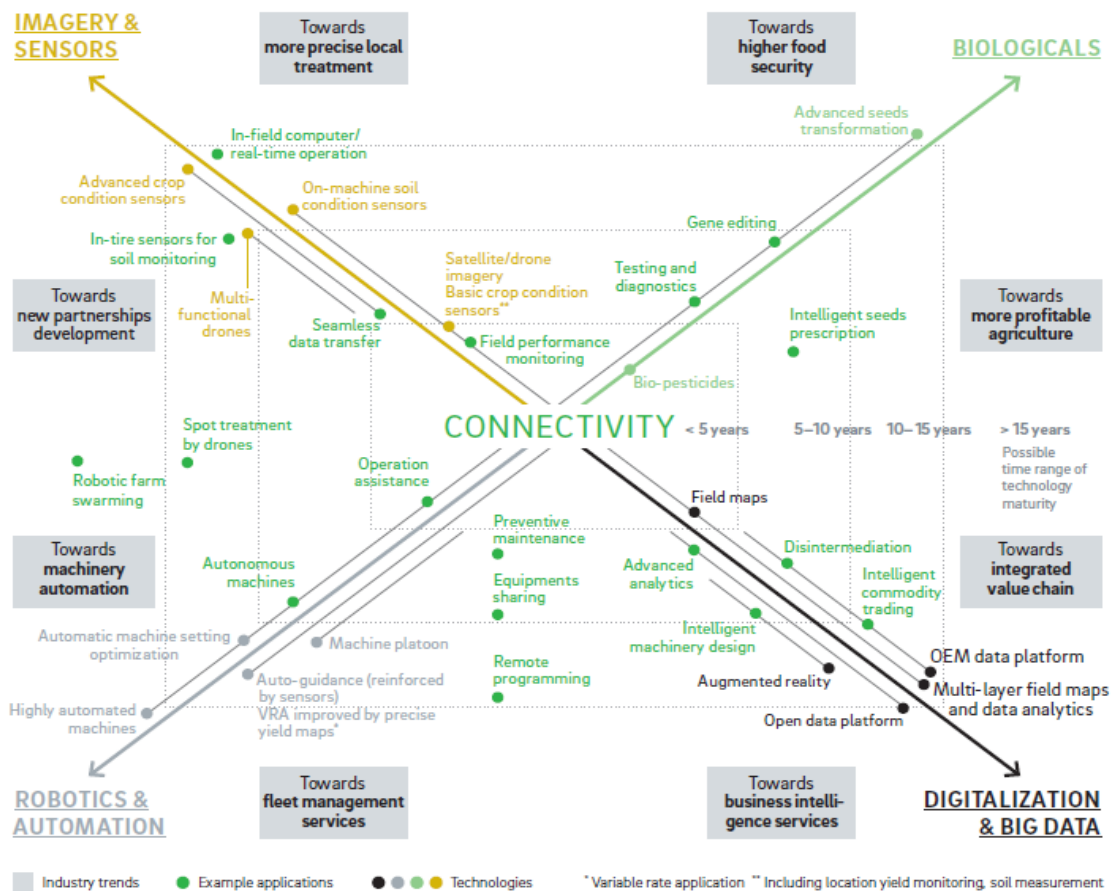 IMAGERY &
SENSORS
Towards
more precise local
treatment
Towards
higher food
security
BIOLOGICALS
Advanced seeds
transformation
In-field computer/
real-time operation
Advanced crop
condition sensors
On-machine soil
condition sensors
Gene editing
In-tire sensors for
soil monitoring
Satellite/drone
imagery
Basic crop condition
sensors**
Testing and
diagnostics
Towards
new partnerships
development
Multi-
functional
drones
Seamless
data transfer
Field performance
monitoring
Intelligent seeds
prescription
Towards
more profitable
agriculture
Bio-pesticides
CONNECTIVITY
< 5 years
5–10 years
10–15 years
> 15 years
Possible
time range of
technology
maturity
Spot treatment
by drones
Robotic farm
swarming
Operation
assistance
Field maps
Preventive
maintenance
Towards
machinery
automation
Autonomous
machines
Equipments
sharing
Advanced
analytics
Disintermediation
Intelligent
commodity
trading
Towards
integrated
value chain
Automatic machine setting
optimization
Machine platoon
Intelligent
machinery design
Remote
programming
Augmented reality
OEM data platform
Highly automated
machines
Auto-guidance (reinforced
by sensors)
VRA improved by precise
yield maps*
Open data platform
Multi-layer field maps
and data analytics
ROBOTICS &
AUTOMATION
Towards
fleet management
services
Towards
business intelli-
gence services
DIGITALIZATION
& BIG DATA
Industry trends
Example applications
Technologies
* Variable rate application ** Including location yield monitoring, soil measurement